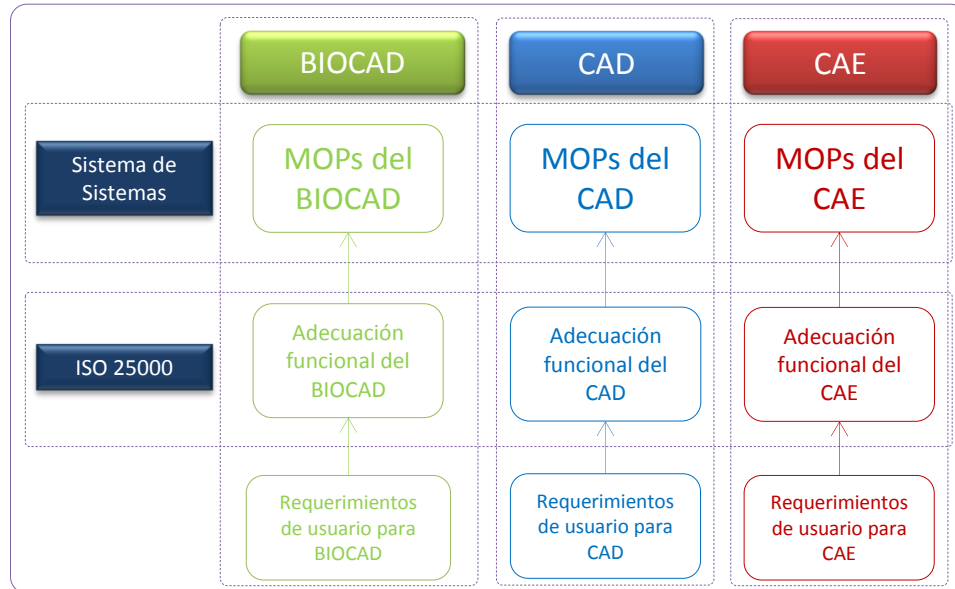 BIOCAD
CAD
CAE
Sistema de
Sistemas
MOPs del
BIOCAD
MOPs del
CAD
MOPs del
CAE
ISO 25000
Adecuación
funcional del
BIOCAD
Adecuación
funcional del
CAD
Adecuación
funcional del
CAE
Requerimientos
de usuario para
BIOCAD
Requerimientos
de usuario para
CAD
Requerimientos
de usuario para
CAE